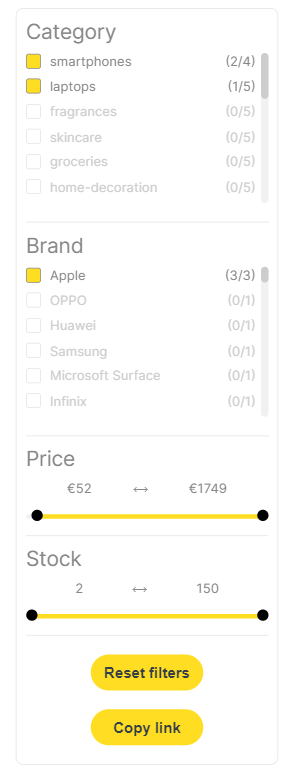 Category
smartphones (2/4)
laptops (1/5)
fragrances (0/5)
skincare (0/5)
groceries (0/5)
home-decoration (0/5)
Brand
Apple (3/3)
OPPO (0/1)
Huawei (0/1)
Samsung (0/1)
Microsoft Surface (0/1)
Infinix (0/1)
Price
€52 ↔ €1749
Stock
2 ↔ 150
Reset filters
Copy link